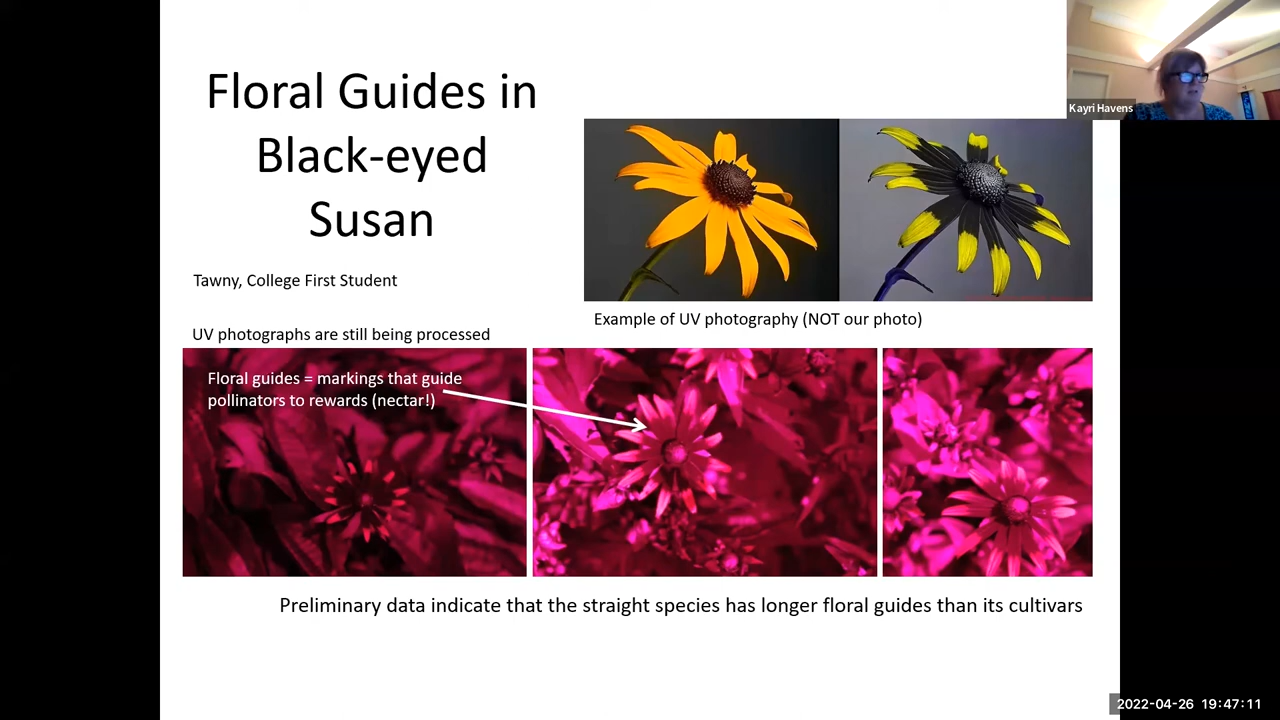 Floral Guides in
Black-eyed
Susan
Kayri Havens
Tawny, College First Student
Example of UV photography (NOT our photo)
UV photographs are still being processed
Floral guides = markings that guide
pollinators to rewards (nectar!)
Preliminary data indicate that the straight species has longer floral guides than its cultivars
2022-04-26 19:47:11